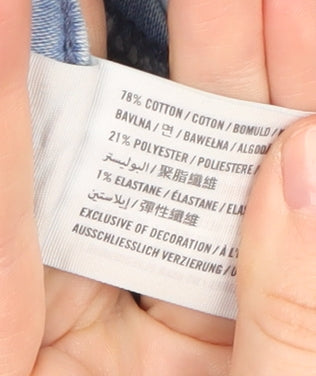 78% COTTON / COTON / BOMULD /
BAVLNA / 면 / BAWEŁNA / ALGOD
21% POLYESTER / POLIESTERE /
البوليستر / 聚脂纖維
1% ELASTANE / ÉLASTANE / ELAS
إيلاستين / 彈性纖維
EXCLUSIVE OF DECORATION / À L'
AUSSCHLIESSLICH VERZIERUNG /